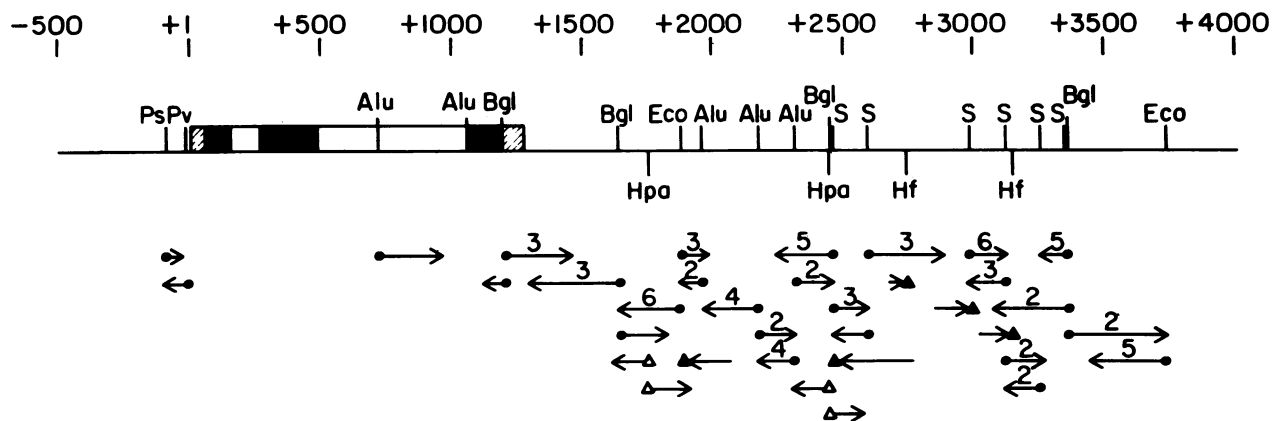 -500 +1 +500 +1000 +1500 +2000 +2500 +3000 +3500 +4000
Ps Pv Alu Alu Bgl Bgl Eco Alu Alu Alu Bgl S S S S S S Bgl Eco
Hpa Hpa Hf Hf
3 3 5 3 6 5
3 2 2 3
6 4 3 2
2 2
4 2
2